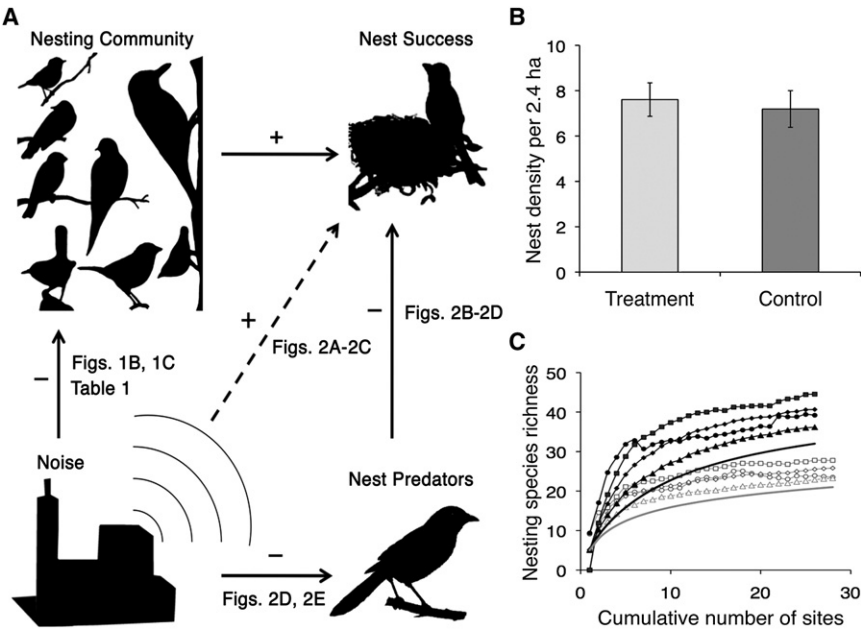 A
Nesting Community
Nest Success
+
+
−
Figs. 2B-2D
Figs. 2A-2C
−
Figs. 1B, 1C
Table 1
Noise
Nest Predators
−
Figs. 2D, 2E
B
Nest density per 2.4 ha
10
8
6
4
2
0
Treatment
Control
C
Nesting species richness
50
40
30
20
10
0
0
10
20
30
Cumulative number of sites